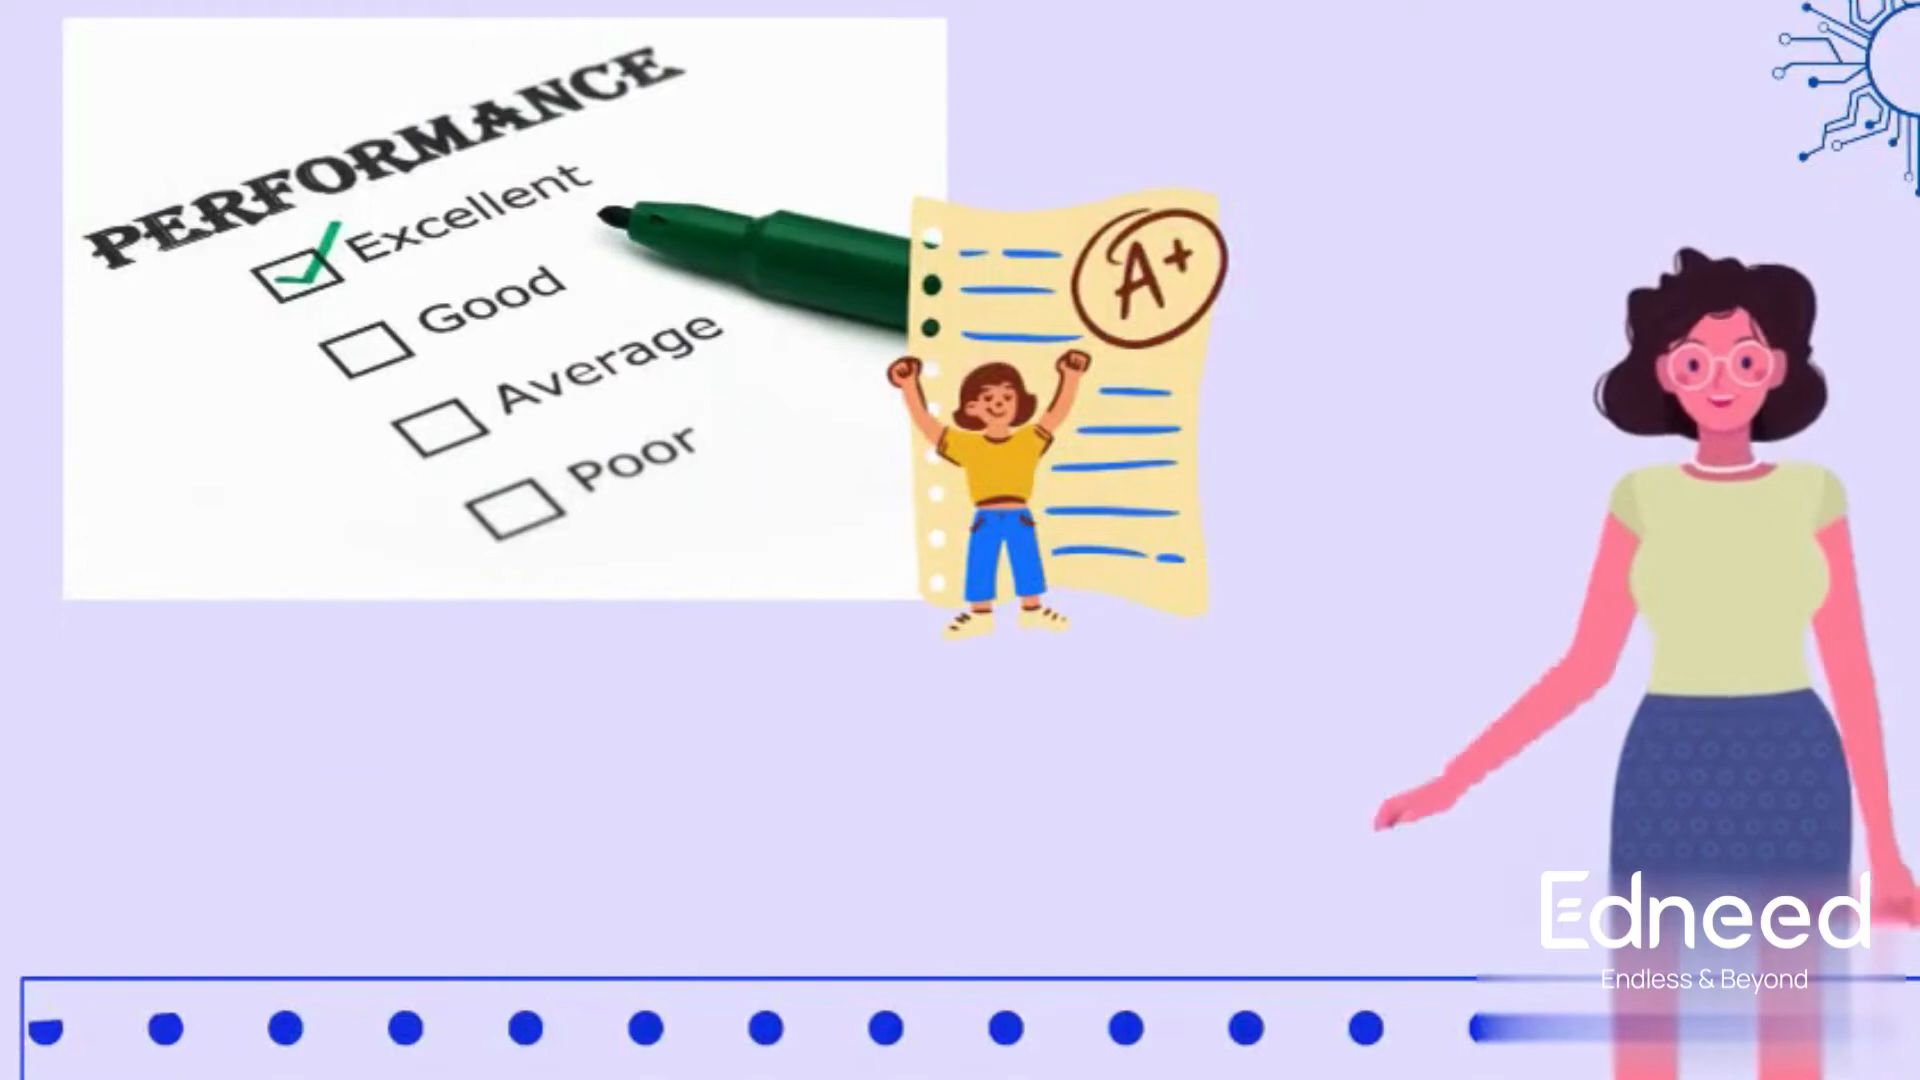 PERFORMANCE
Excellent
Good
Average
Poor
A+
Edneed
Endless & Beyond